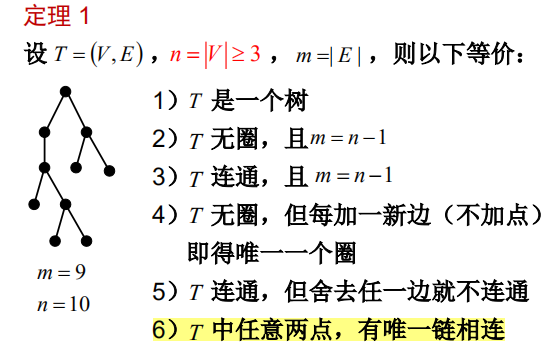 定理 1
设 T = (V, E) ，n = |V| ≥ 3 ， m = | E | ，则以下等价：
1）T 是一个树
2）T 无圈，且 m = n − 1
3）T 连通，且 m = n − 1
4）T 无圈，但每加一新边（不加点）
即得唯一一个圈
5）T 连通，但舍去任一边就不连通
6）T 中任意两点，有唯一链相连
m = 9
n = 10